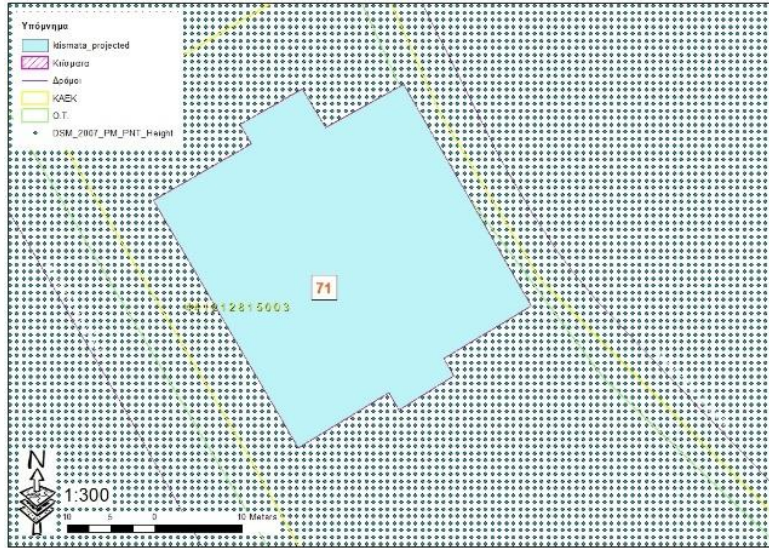 Υπόμνημα
ktismata_projected
Κτίσματα
Δρόμοι
ΚΑΕΚ
Ο.Τ.
DSM_2007_PM_PNT_Height
71
N
1:300
10 5 0 10 Meters